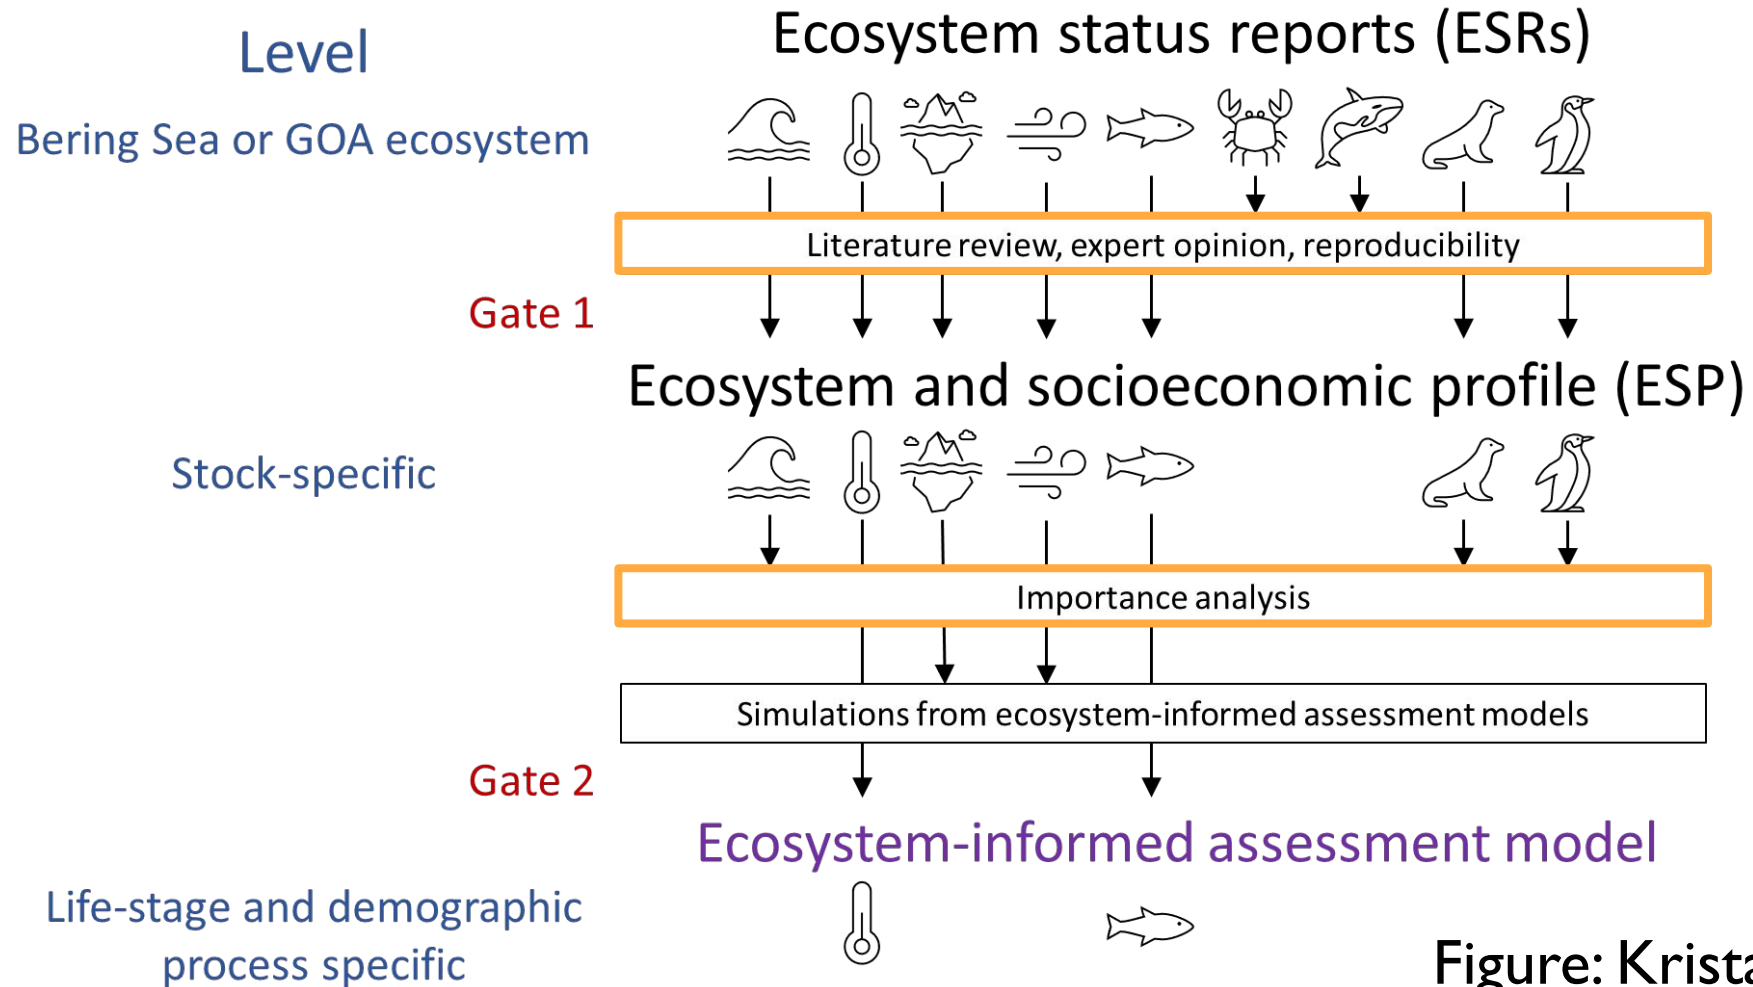 Level
Ecosystem status reports (ESRs)
Bering Sea or GOA ecosystem
Literature review, expert opinion, reproducibility
Gate 1
Ecosystem and socioeconomic profile (ESP)
Stock-specific
Importance analysis
Simulations from ecosystem-informed assessment models
Gate 2
Ecosystem-informed assessment model
Life-stage and demographic
process specific
Figure: Krista